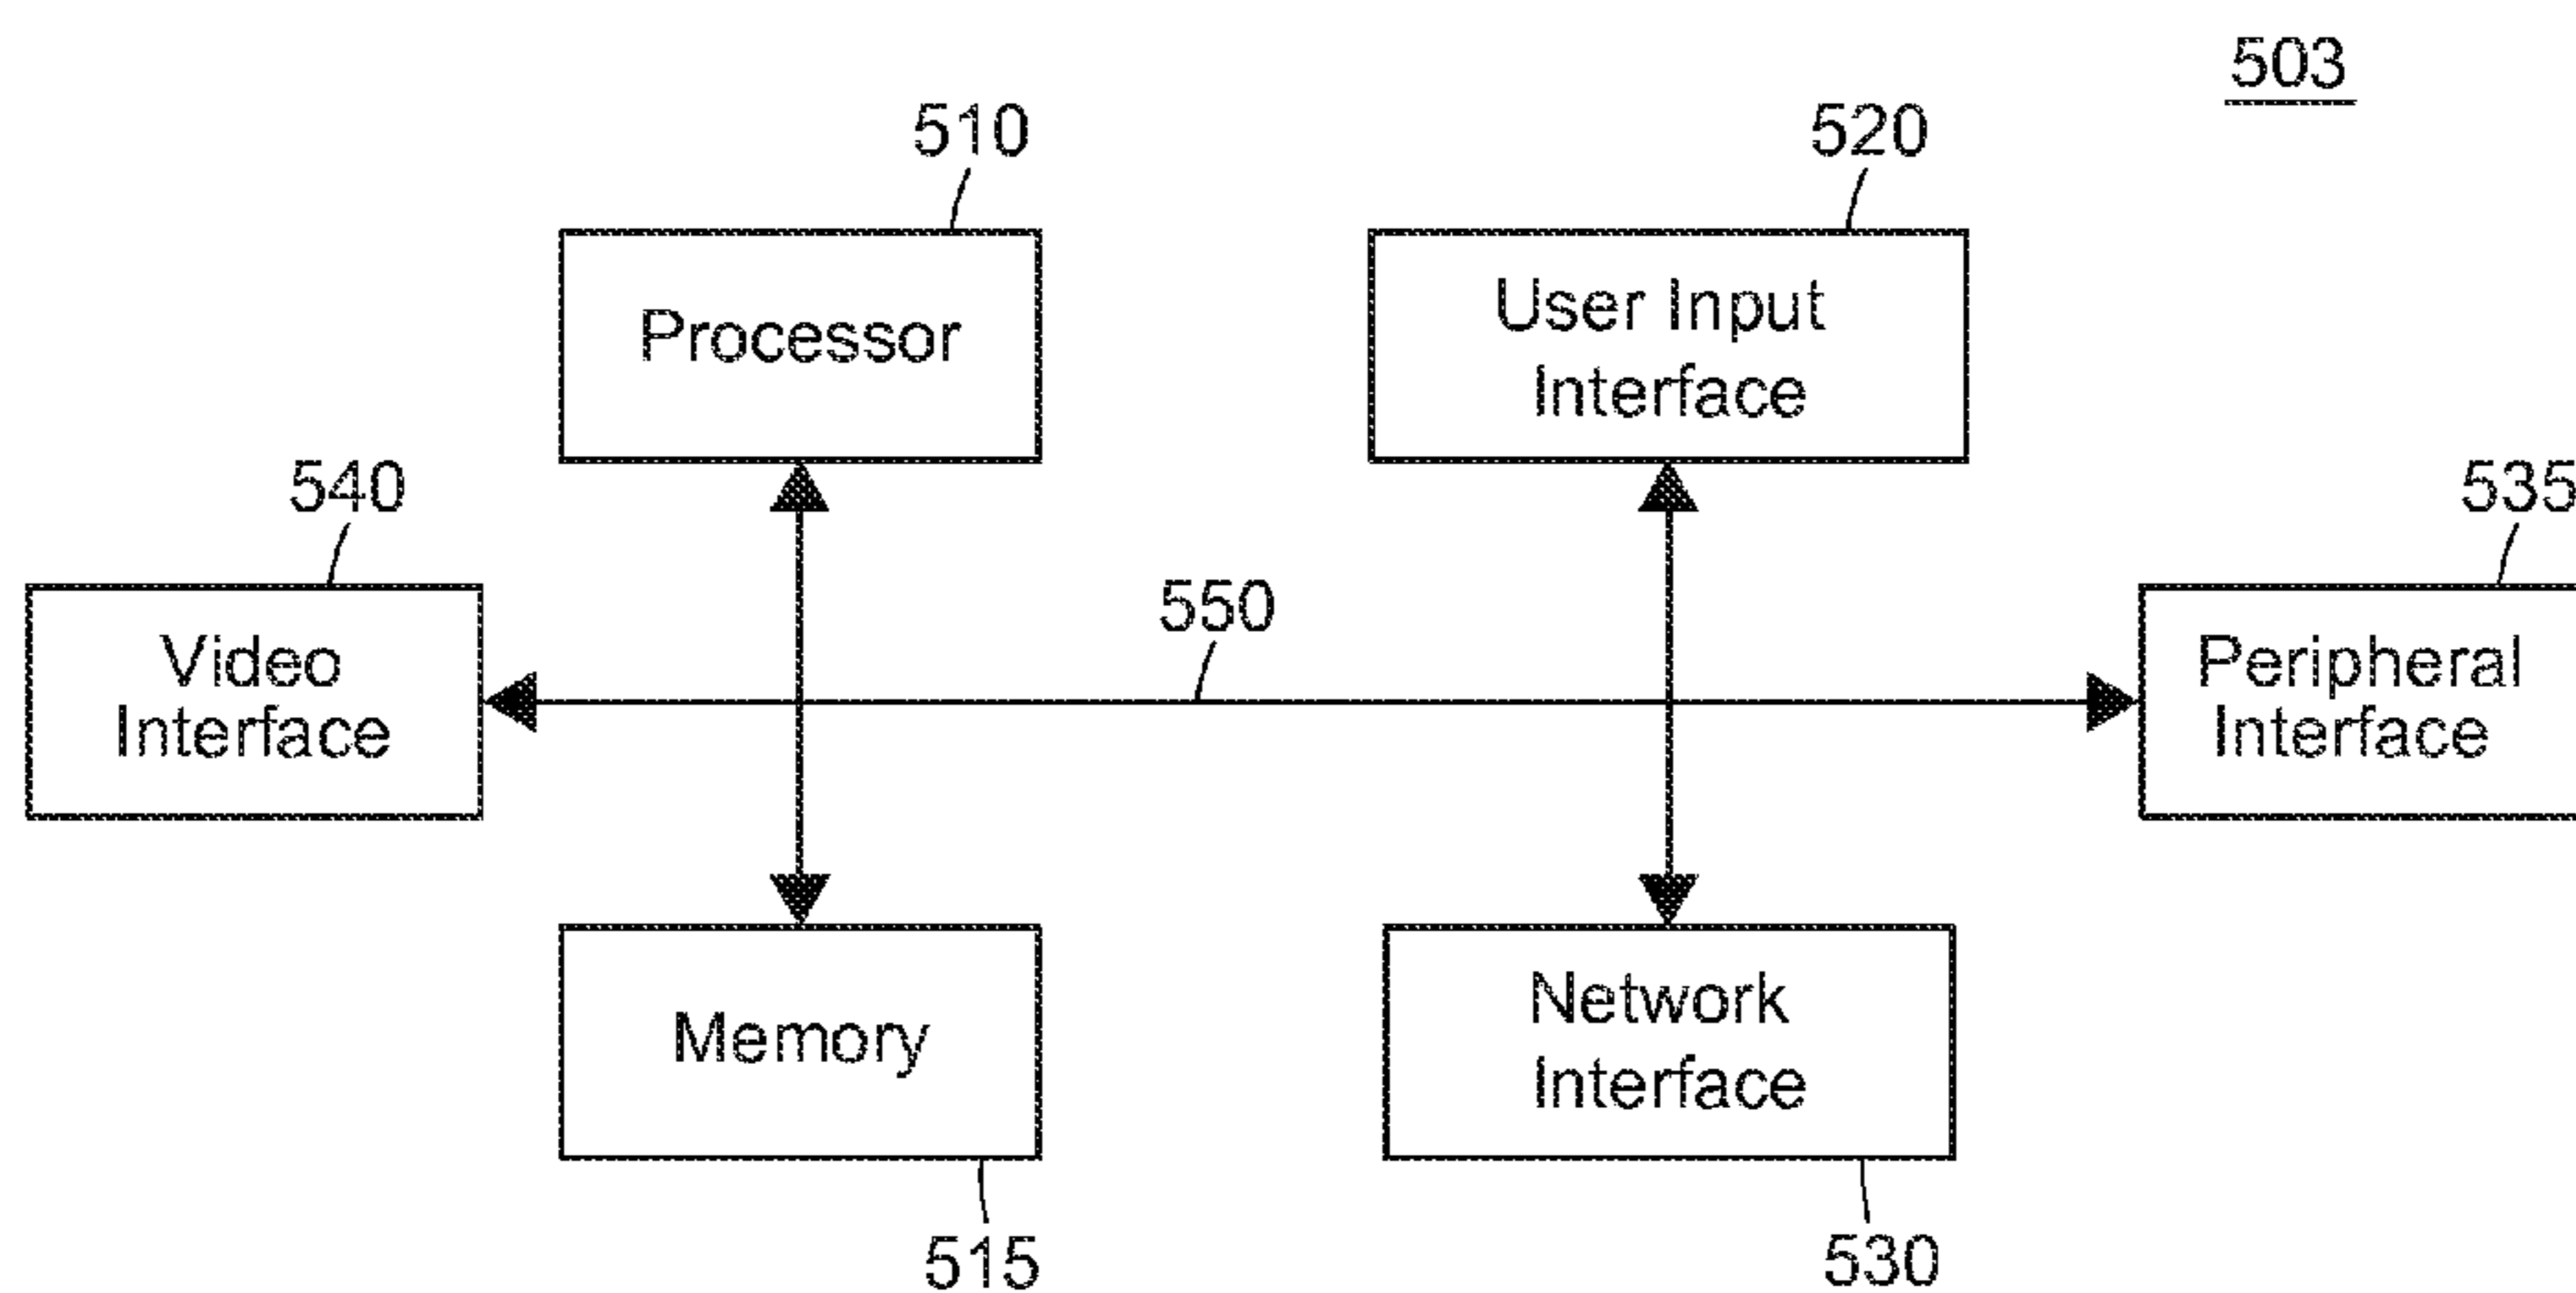 503
510
520
Processor
User Input
Interface
540
535
550
Video
Interface
Peripheral
Interface
Memory
Network
Interface
515
530